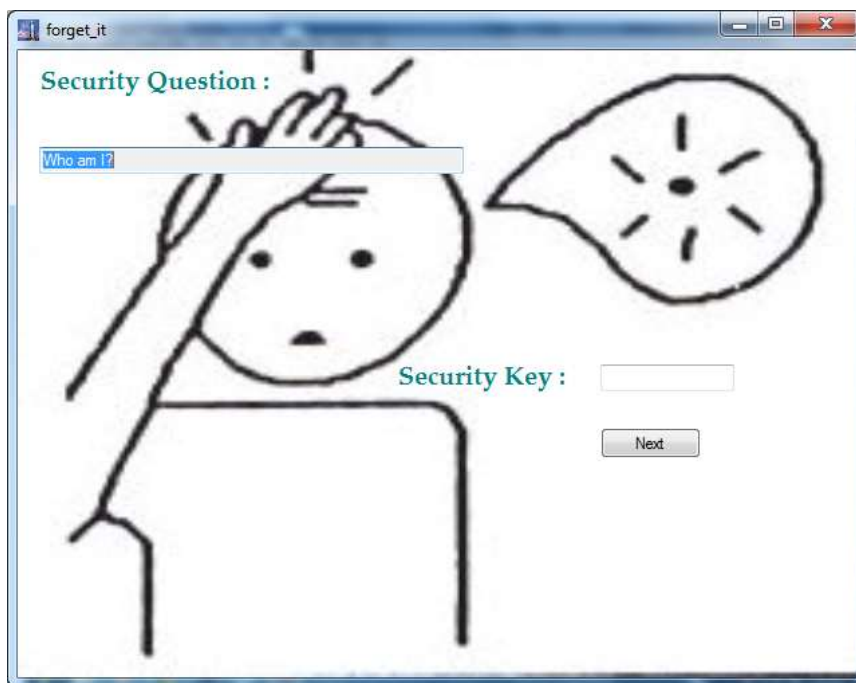 forget_it
Security Question :
Who am I?
Security Key :
Next